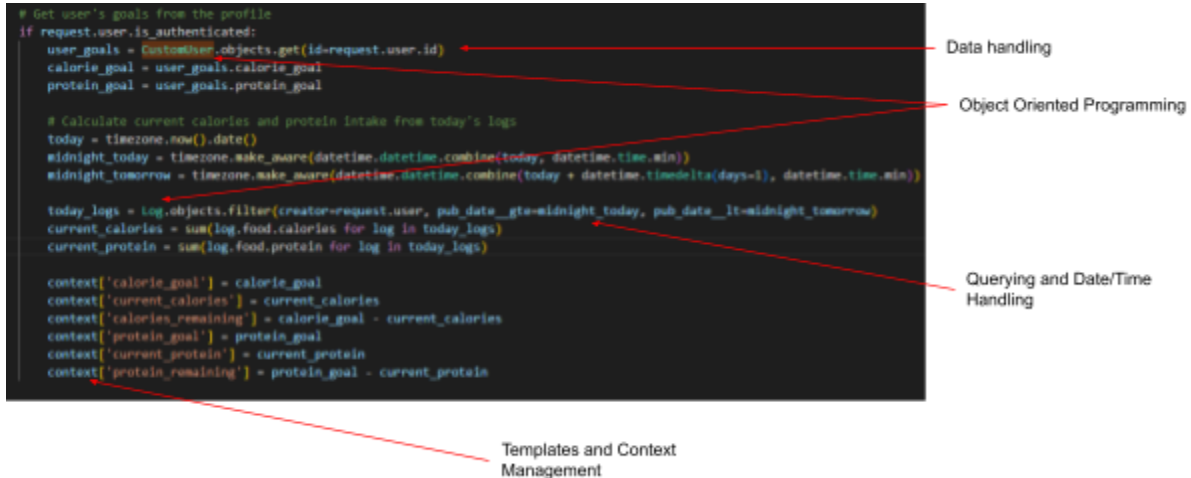 # Get user's goals from the profile
if request.user.is_authenticated:
    user_goals = CustomUser.objects.get(id=request.user.id)
    calorie_goal = user_goals.calorie_goal
    protein_goal = user_goals.protein_goal
    # Calculate current calories and protein intake from today's logs
    today = timezone.now().date()
    midnight_today = timezone.make_aware(datetime.datetime.combine(today, datetime.time.min))
    midnight_tomorrow = timezone.make_aware(datetime.datetime.combine(today + datetime.timedelta(days=1), datetime.time.min))
    today_logs = Log.objects.filter(creator=request.user, pub_date__gte=midnight_today, pub_date__lt=midnight_tomorrow)
    current_calories = sum(log.food.calories for log in today_logs)
    current_protein = sum(log.food.protein for log in today_logs)
    context['calorie_goal'] = calorie_goal
    context['current_calories'] = current_calories
    context['calories_remaining'] = calorie_goal - current_calories
    context['protein_goal'] = protein_goal
    context['current_protein'] = current_protein
    context['protein_remaining'] = protein_goal - current_protein
Data handling
Object Oriented Programming
Querying and Date/Time
Handling
Templates and Context
Management